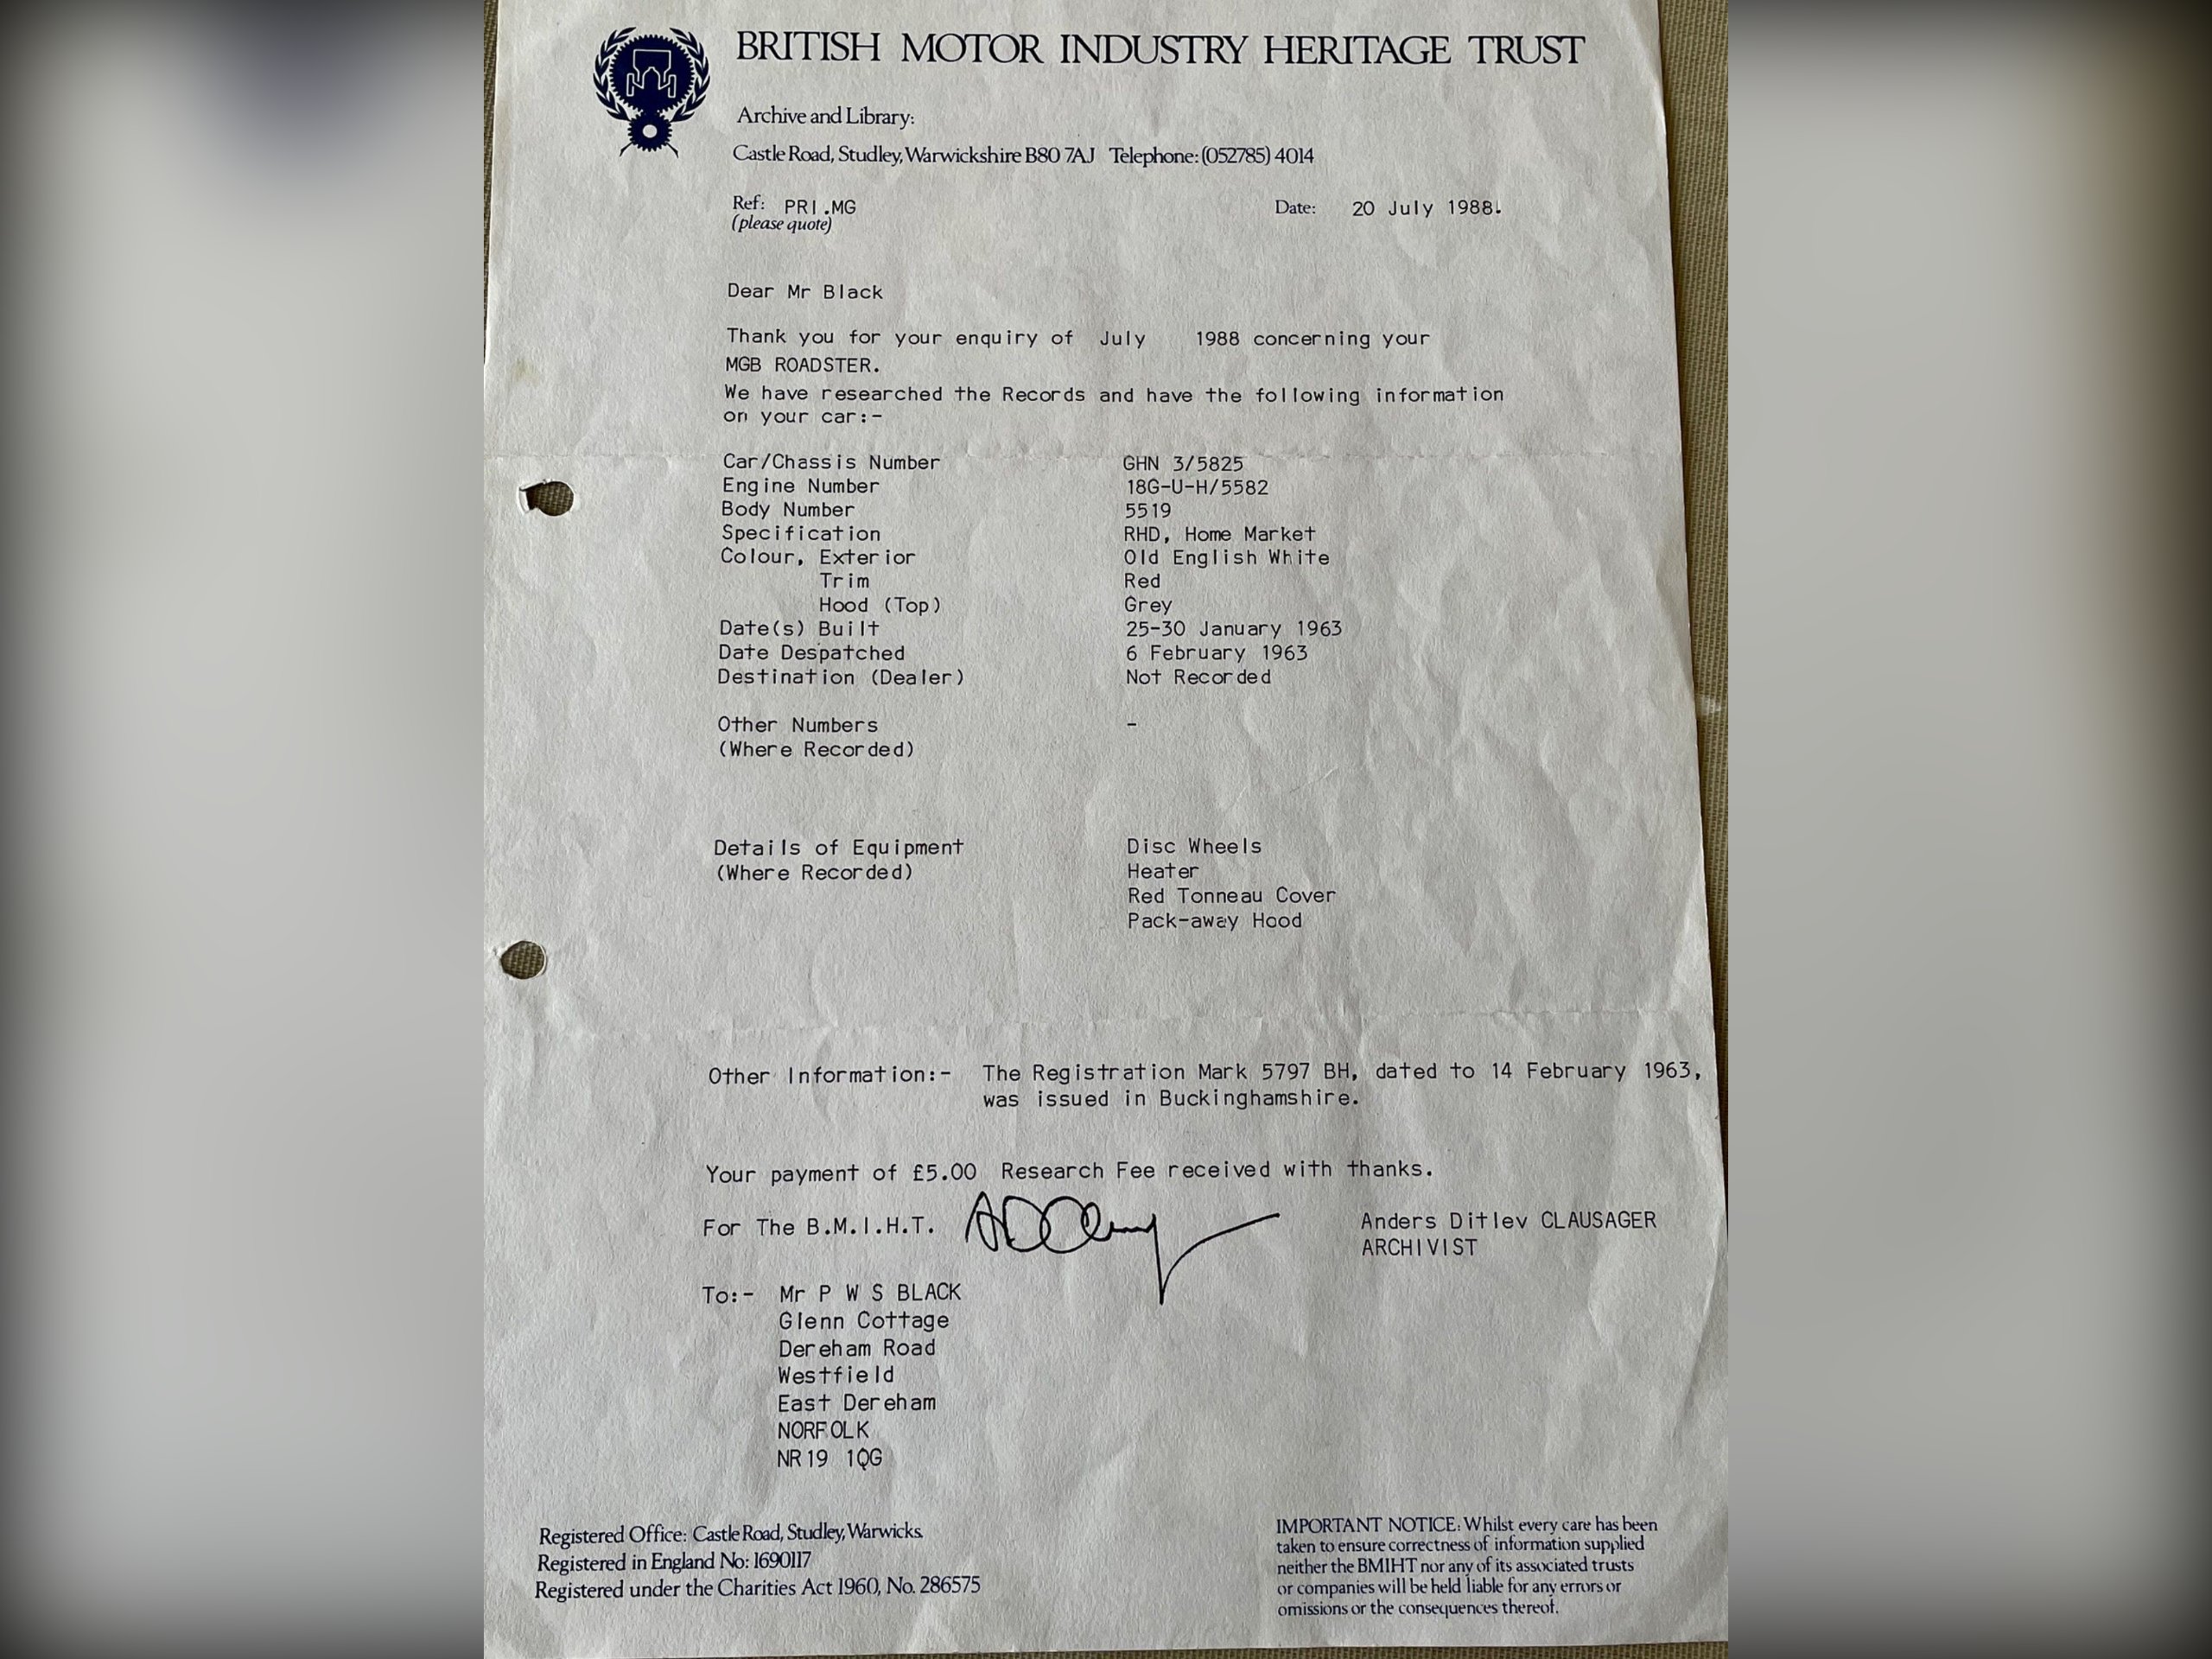 BRITISH MOTOR INDUSTRY HERITAGE TRUST
Archive and Library:
Castle Road, Studley, Warwickshire B80 7AJ Telephone: (052785) 4014
Ref: PRI.MG Date: 20 July 1988.
(please quote)
Dear Mr Black
Thank you for your enquiry of July 1988 concerning your
MGB ROADSTER.
We have researched the Records and have the following information
on your car:-
Car/Chassis Number GHN 3/5825
Engine Number 18G-U-H/5582
Body Number 5519
Specification RHD, Home Market
Colour, Exterior Old English White
Trim Red
Hood (Top) Grey
Date(s) Built 25-30 January 1963
Date Despatched 6 February 1963
Destination (Dealer) Not Recorded
Other Numbers -
(Where Recorded)
Details of Equipment Disc Wheels
(Where Recorded) Heater
Red Tonneau Cover
Pack-away Hood
Other Information:- The Registration Mark 5797 BH, dated to 14 February 1963,
was issued in Buckinghamshire.
Your payment of £5.00 Research Fee received with thanks.
For The B.M.I.H.T. Anders Ditlev CLAUSAGER
ARCHIVIST
To:- Mr P W S BLACK
Glenn Cottage
Dereham Road
Westfield
East Dereham
NORFOLK
NR19 1QG
Registered Office: Castle Road, Studley, Warwicks.
Registered in England No: 1690117
Registered under the Charities Act 1960, No. 286575
IMPORTANT NOTICE: Whilst every care has been
taken to ensure correctness of information supplied
neither the BMIHT nor any of its associated trusts
or companies will be held liable for any errors or
omissions or the consequences thereof.